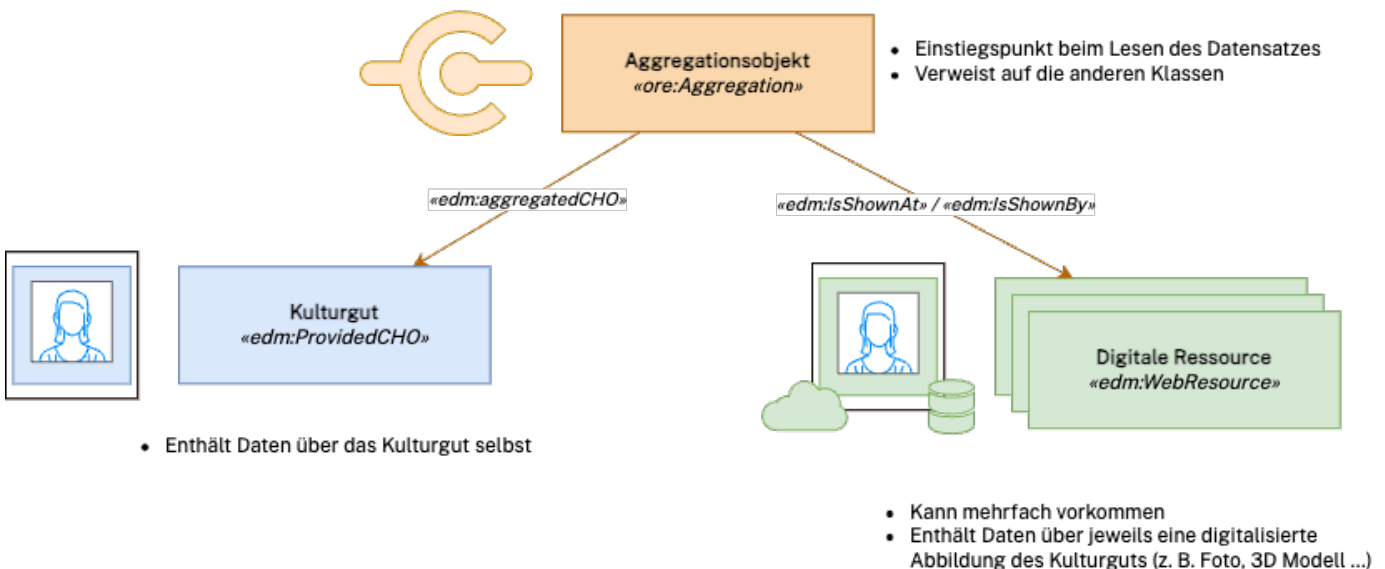 Aggregationsobjekt
«ore:Aggregation»
• Einstiegspunkt beim Lesen des Datensatzes
• Verweist auf die anderen Klassen
«edm:aggregatedCHO»
«edm:IsShownAt» / «edm:IsShownBy»
Kulturgut
«edm:ProvidedCHO»
Digitale Ressource
«edm:WebResource»
• Enthält Daten über das Kulturgut selbst
• Kann mehrfach vorkommen
• Enthält Daten über jeweils eine digitalisierte
Abbildung des Kulturguts (z. B. Foto, 3D Modell ...)